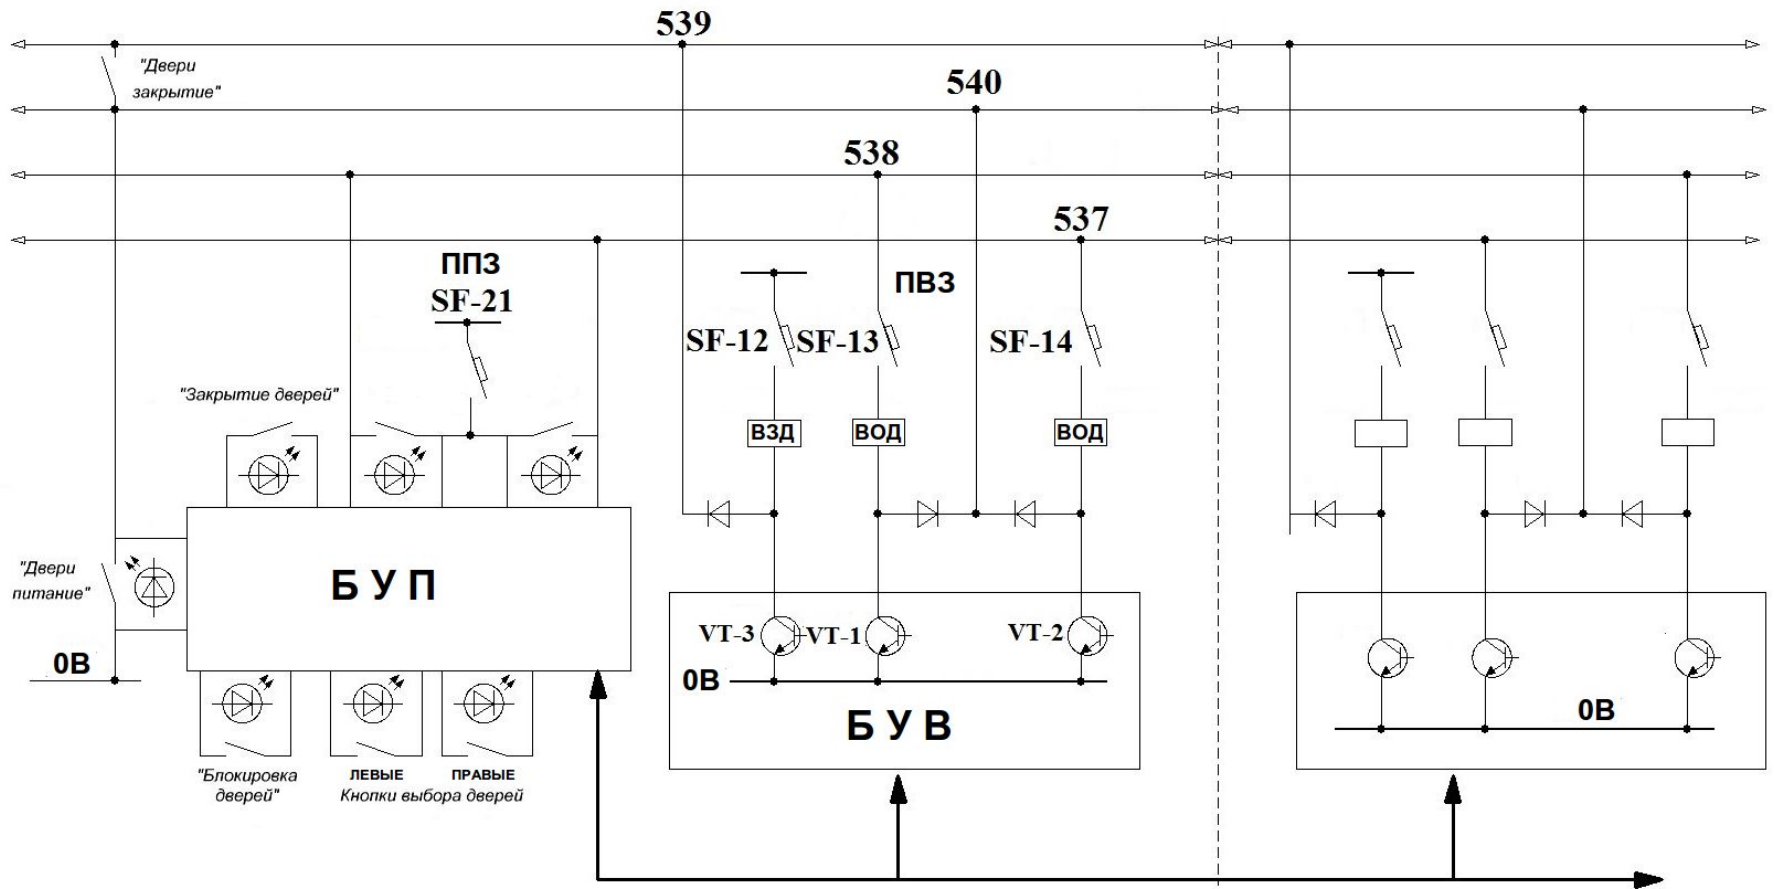 539
"Двери
закрытие"
540
538
537
ППЗ
SF-21
ПВЗ
SF-12
SF-13
SF-14
"Закрытие дверей"
ВЗД
ВОД
ВОД
"Двери
питание"
БУП
0В
VT-3
VT-1
VT-2
0В
БУВ
0В
"Блокировка
дверей"
ЛЕВЫЕ
ПРАВЫЕ
Кнопки выбора дверей